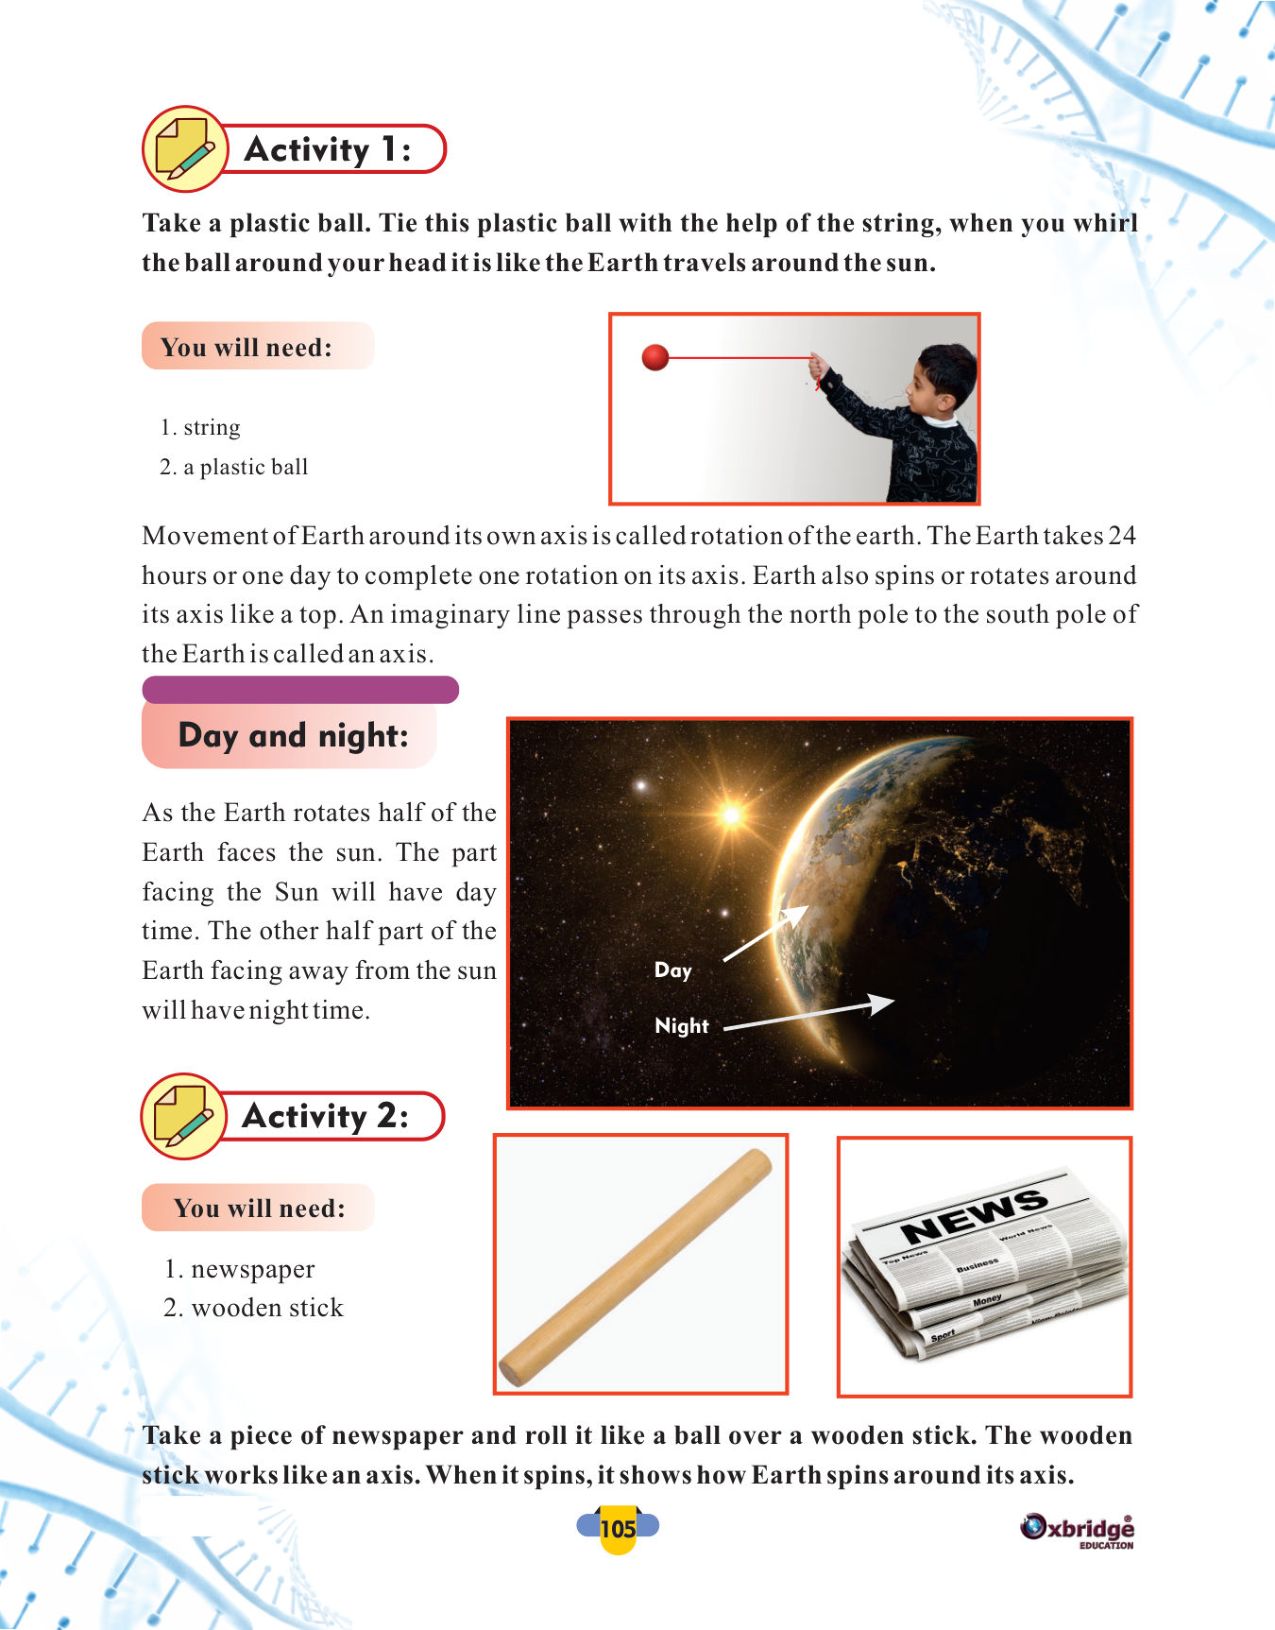 Activity 1:
Take a plastic ball. Tie this plastic ball with the help of the string, when you whirl
the ball around your head it is like the Earth travels around the sun.
You will need:
1. string
2. a plastic ball
Movement of Earth around its own axis is called rotation of the earth. The Earth takes 24
hours or one day to complete one rotation on its axis. Earth also spins or rotates around
its axis like a top. An imaginary line passes through the north pole to the south pole of
the Earth is called an axis.
Day and night:
As the Earth rotates half of the
Earth faces the sun. The part
facing the Sun will have day
time. The other half part of the
Earth facing away from the sun
will have night time.
Day
Night
Activity 2:
You will need:
1. newspaper
2. wooden stick
NEWS
Top News
Business
World News
Money
Sport
Take a piece of newspaper and roll it like a ball over a wooden stick. The wooden
stick works like an axis. When it spins, it shows how Earth spins around its axis.
105
Oxbridge®
EDUCATION